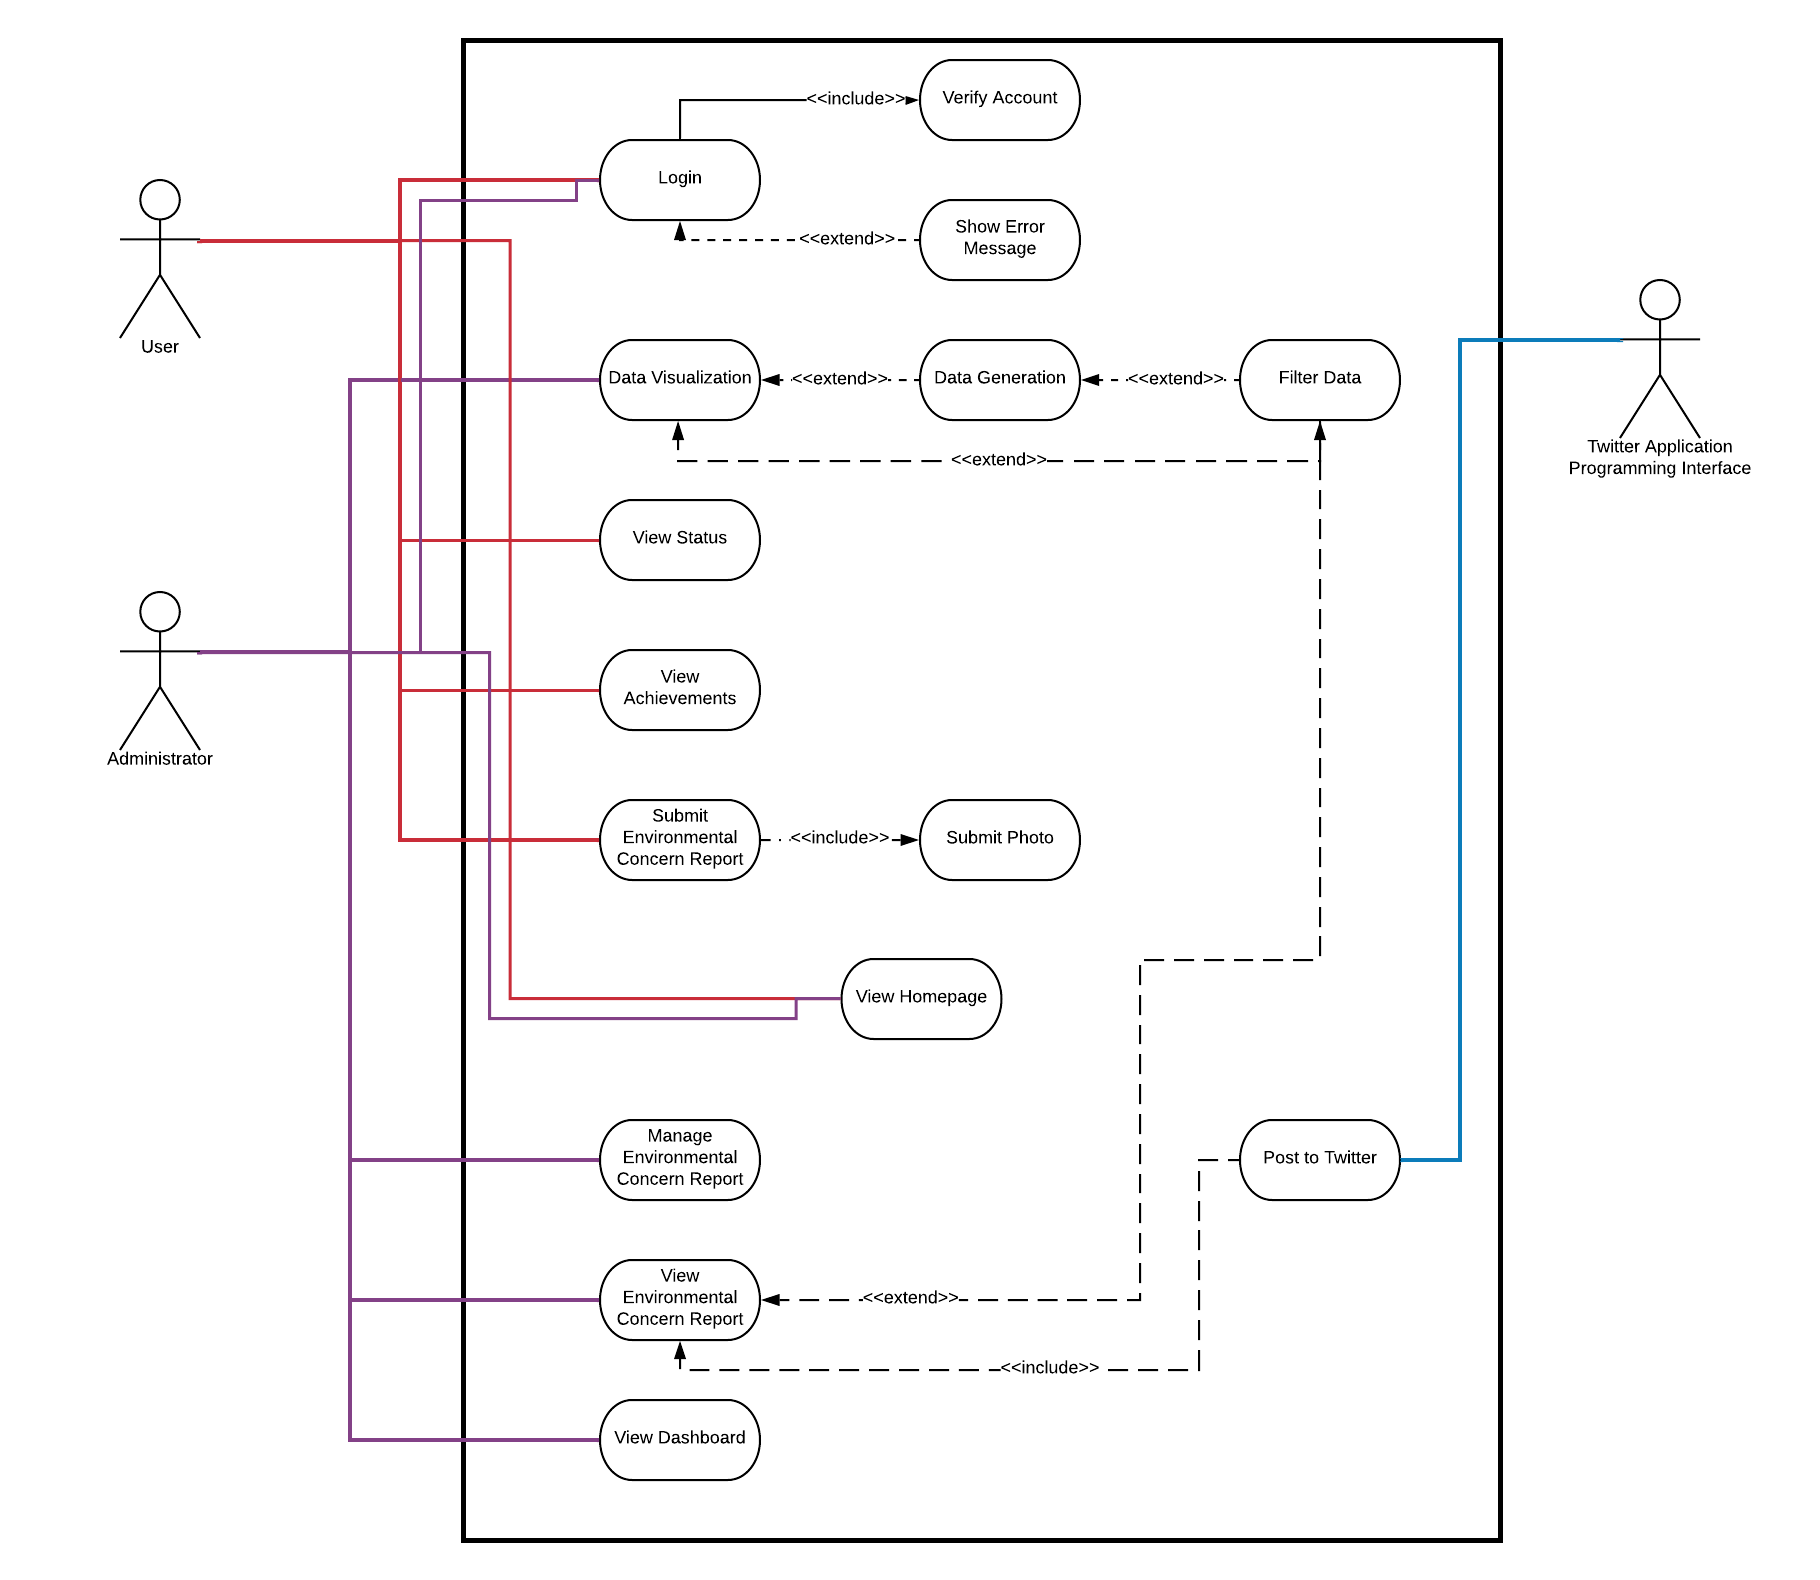 <<include>>
Verify Account
Login
<<extend>>
Show Error
Message
User
Data Visualization
<<extend>>
Data Generation
<<extend>>
Filter Data
<<extend>>
Twitter Application
Programming Interface
View Status
View
Achievements
Administrator
Submit
Environmental
Concern Report
<<include>>
Submit Photo
View Homepage
Manage
Environmental
Concern Report
Post to Twitter
View
Environmental
Concern Report
<<extend>>
<<include>>
View Dashboard